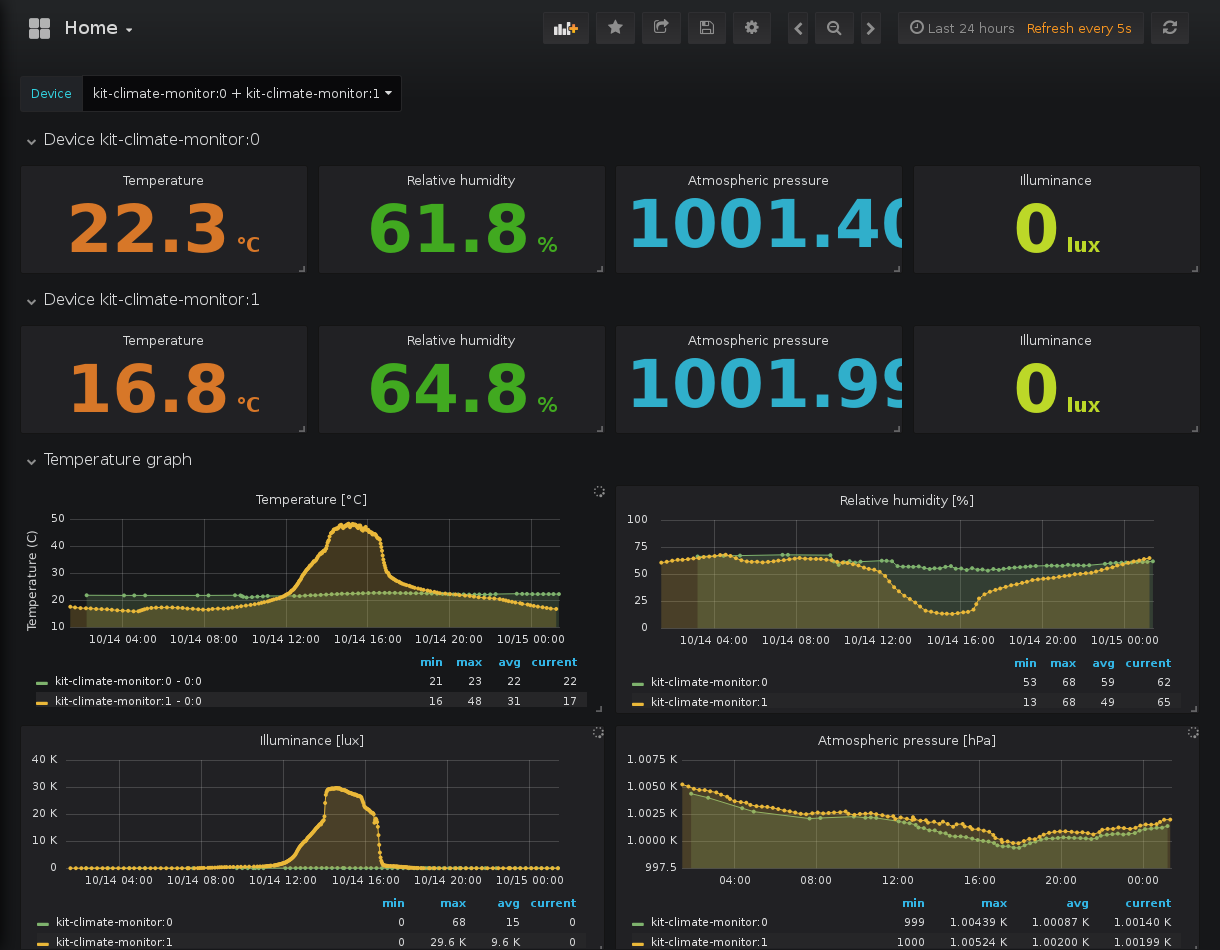 Home
Last 24 hours Refresh every 5s
Device kit-climate-monitor:0 + kit-climate-monitor:1
Device kit-climate-monitor:0
Temperature Relative humidity Atmospheric pressure Illuminance
22.3 °C 61.8 % 1001.40 0 lux
Device kit-climate-monitor:1
Temperature Relative humidity Atmospheric pressure Illuminance
16.8 °C 64.8 % 1001.99 0 lux
Temperature graph
Temperature [°C]
Temperature (C)
50
40
30
20
10
10/14 04:00 10/14 08:00 10/14 12:00 10/14 16:00 10/14 20:00 10/15 00:00
min max avg current
kit-climate-monitor:0 - 0:0 21 23 22 22
kit-climate-monitor:1 - 0:0 16 48 31 17
Relative humidity [%]
100
75
50
25
0
10/14 04:00 10/14 08:00 10/14 12:00 10/14 16:00 10/14 20:00 10/15 00:00
min max avg current
kit-climate-monitor:0 53 68 59 62
kit-climate-monitor:1 13 68 49 65
Illuminance [lux]
40 K
30 K
20 K
10 K
0
10/14 04:00 10/14 08:00 10/14 12:00 10/14 16:00 10/14 20:00 10/15 00:00
min max avg current
kit-climate-monitor:0 0 68 15 0
kit-climate-monitor:1 0 29.6 K 9.6 K 0
Atmospheric pressure [hPa]
1.0075 K
1.0050 K
1.0025 K
1.0000 K
997.5
04:00 08:00 12:00 16:00 20:00 00:00
min max avg current
kit-climate-monitor:0 999 1.00439 K 1.00087 K 1.00140 K
kit-climate-monitor:1 1000 1.00524 K 1.00200 K 1.00199 K